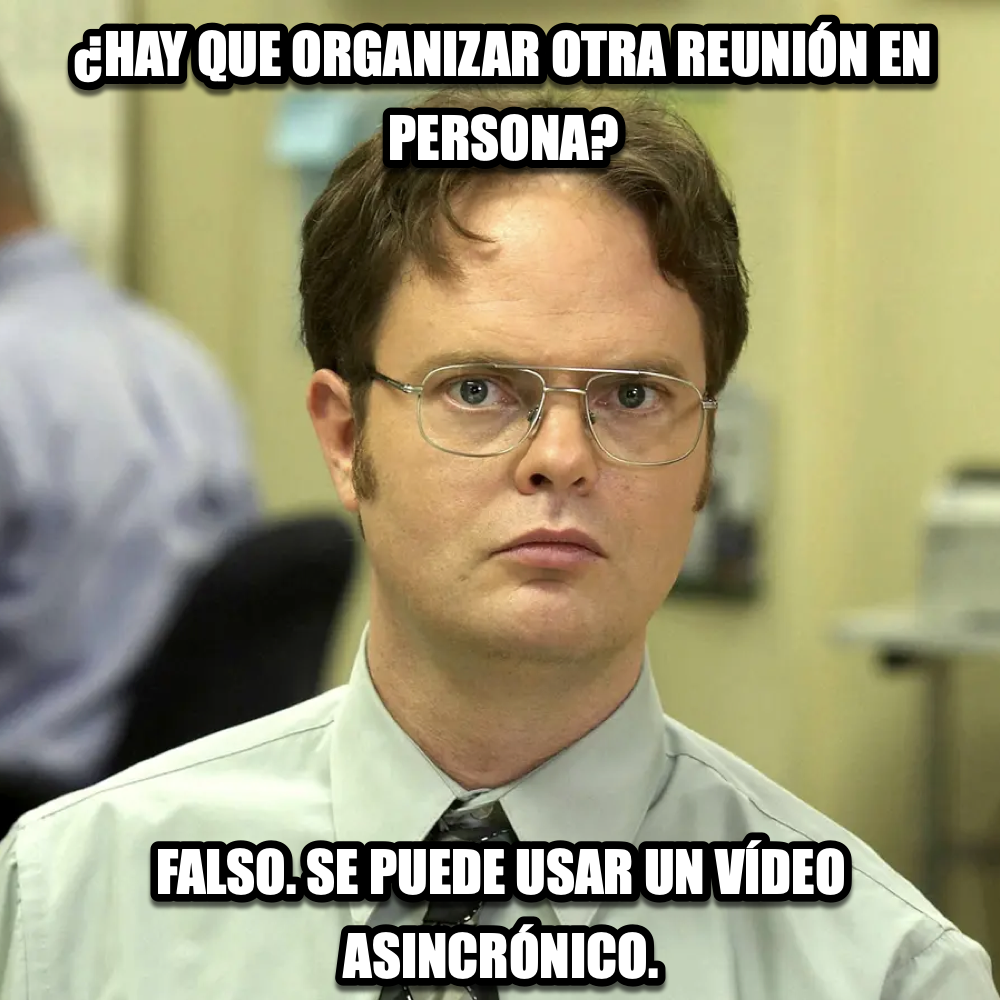 ¿HAY QUE ORGANIZAR OTRA REUNIÓN EN
PERSONA?
FALSO. SE PUEDE USAR UN VÍDEO
ASINCRÓNICO.